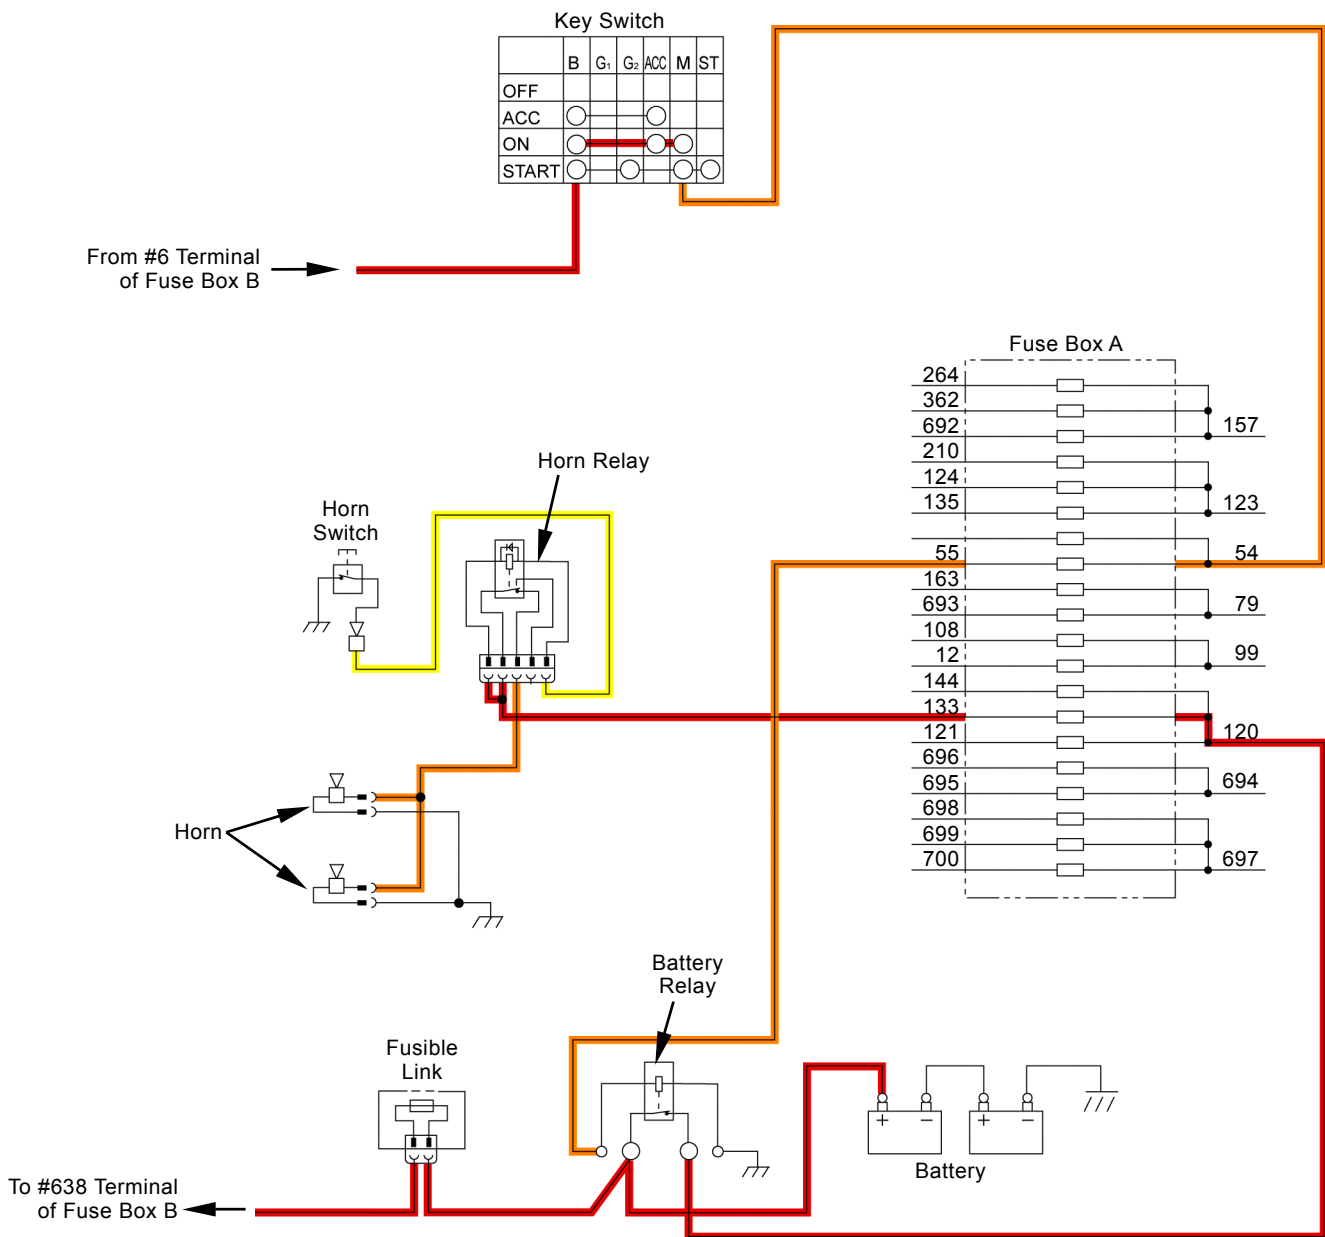 Key Switch
B G₁ G₂ ACC M ST
OFF
ACC
ON
START
From #6 Terminal
of Fuse Box B
Fuse Box A
264
362
692
157
210
124
135
123
55
54
163
693
79
108
12
99
144
133
121
120
696
695
694
698
699
700
697
Horn Relay
Horn
Switch
Horn
Battery
Relay
Fusible
Link
+ − + −
Battery
To #638 Terminal
of Fuse Box B